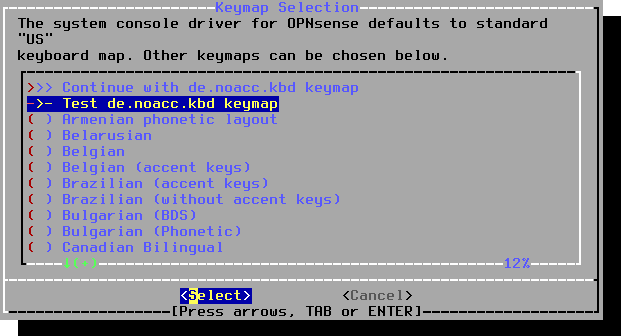 Keymap Selection
The system console driver for OPNsense defaults to standard
"US"
keyboard map. Other keymaps can be chosen below.
>>> Continue with de.noacc.kbd keymap
->- Test de.noacc.kbd keymap
( ) Armenian phonetic layout
( ) Belarusian
( ) Belgian
( ) Belgian (accent keys)
( ) Brazilian (accent keys)
( ) Brazilian (without accent keys)
( ) Bulgarian (BDS)
( ) Bulgarian (Phonetic)
( ) Canadian Bilingual
↓(+) 12%
<Select> <Cancel>
[Press arrows, TAB or ENTER]